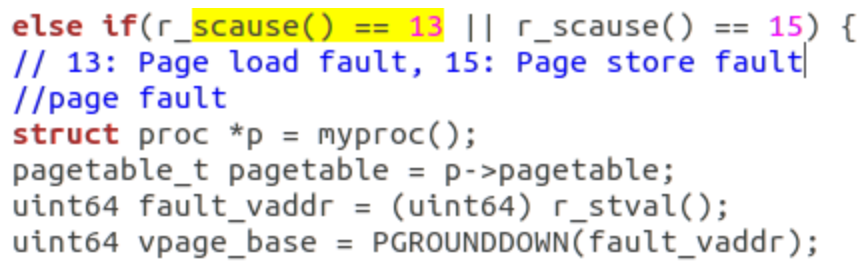 else if(r_scause() == 13 || r_scause() == 15) {
// 13: Page load fault, 15: Page store fault
//page fault
struct proc *p = myproc();
pagetable_t pagetable = p->pagetable;
uint64 fault_vaddr = (uint64) r_stval();
uint64 vpage_base = PGROUNDDOWN(fault_vaddr);